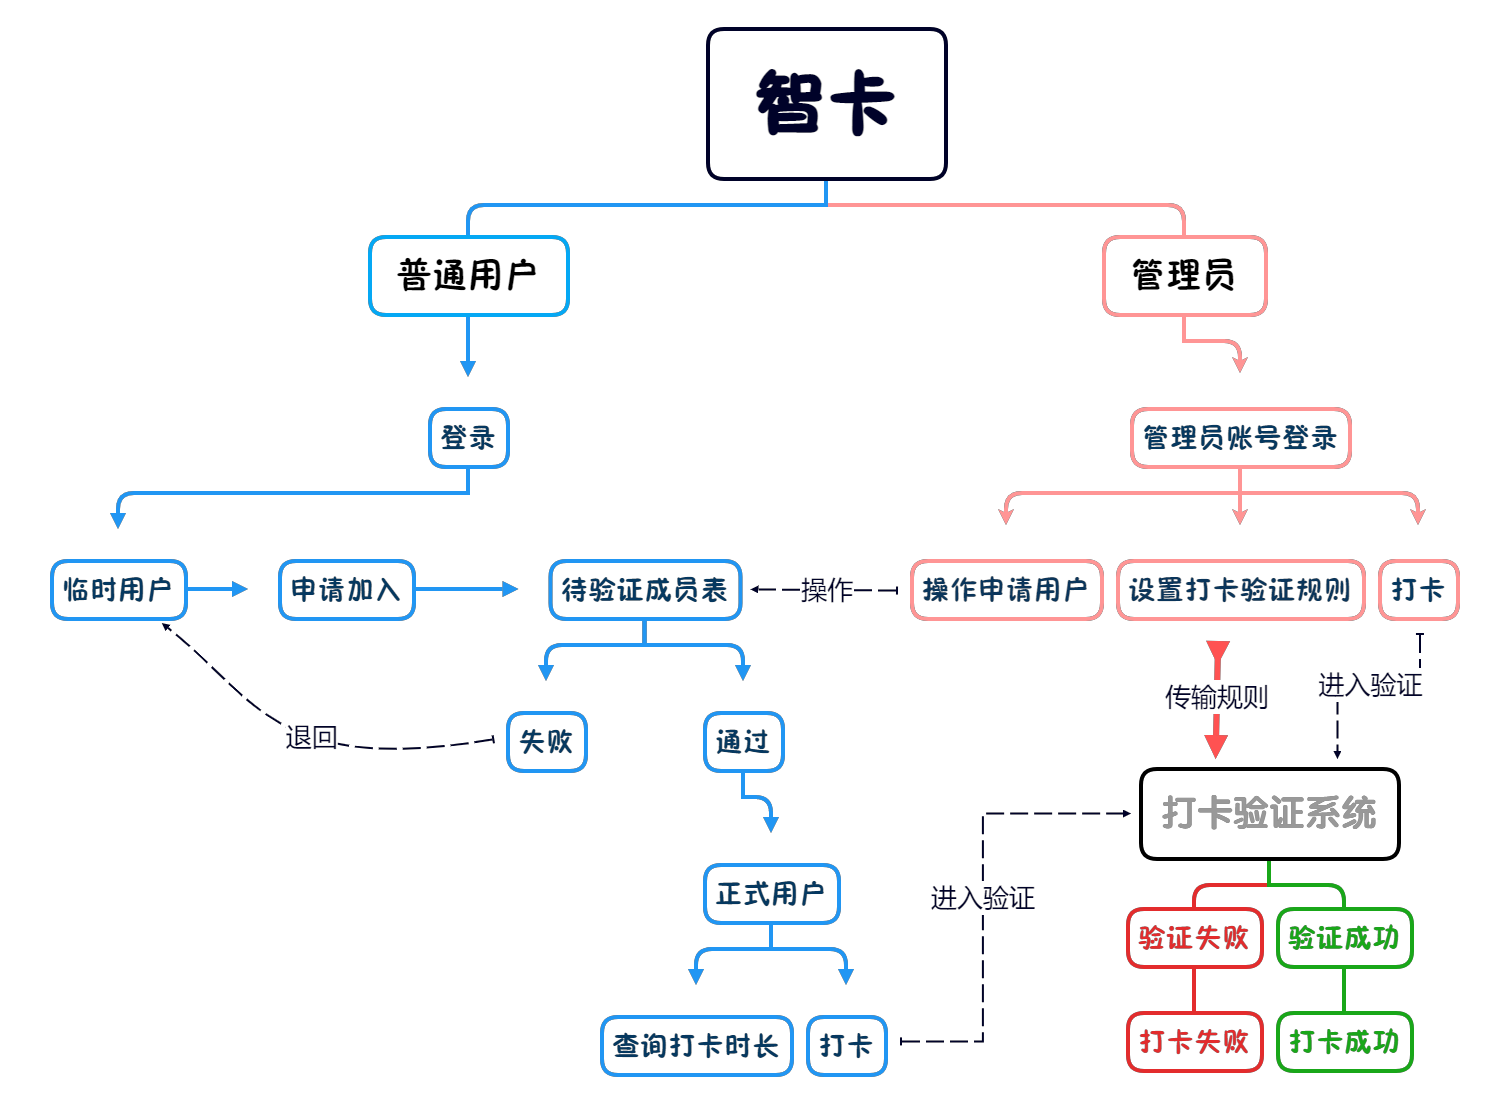 智卡
普通用户
管理员
登录
管理员账号登录
临时用户
申请加入
待验证成员表
操作
操作申请用户
设置打卡验证规则
打卡
退回
失败
通过
传输规则
进入验证
打卡验证系统
正式用户
进入验证
验证失败
验证成功
查询打卡时长
打卡
打卡失败
打卡成功